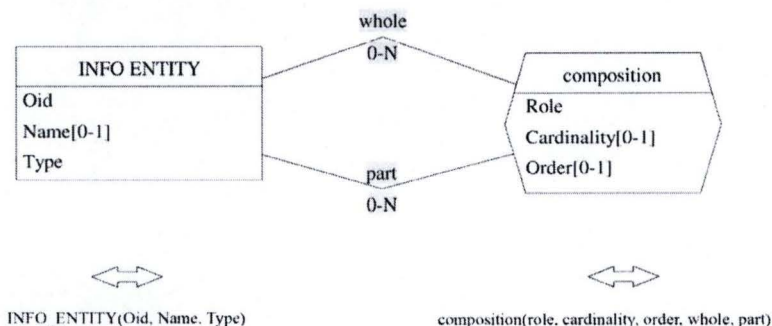 whole
0-N
INFO ENTITY
Oid
Name[0-1]
Type
composition
Role
Cardinality[0-1]
Order[0-1]
part
0-N
INFO_ENTITY(Oid, Name, Type)
composition(role, cardinality, order, whole, part)